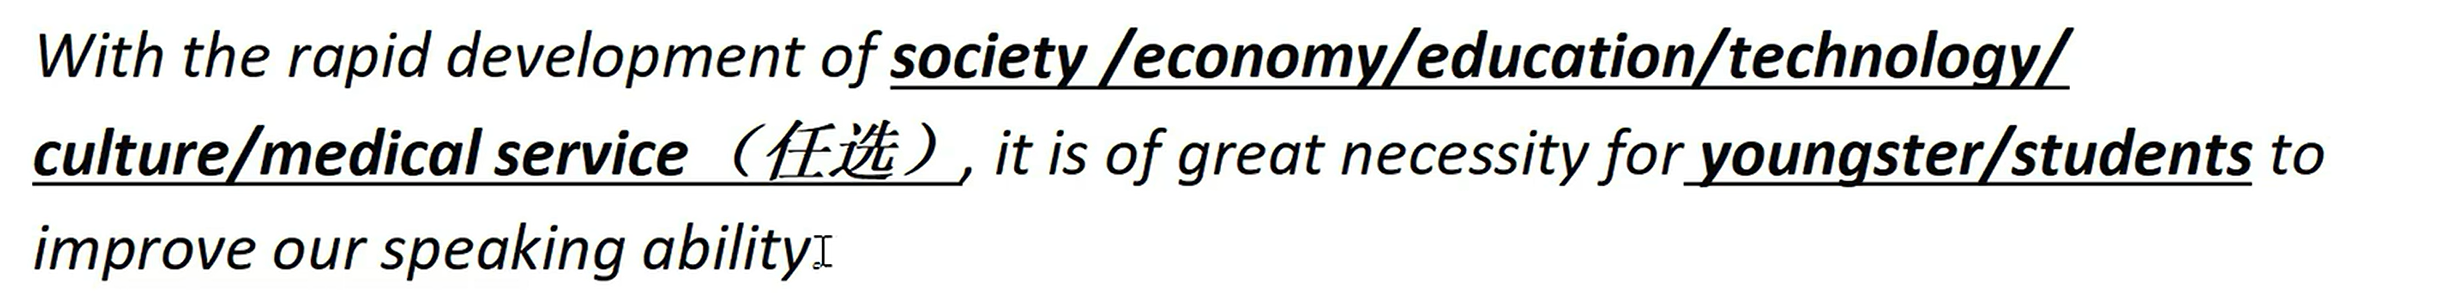 With the rapid development of society /economy/education/technology/
culture/medical service（任选）, it is of great necessity for youngster/students to
improve our speaking ability.